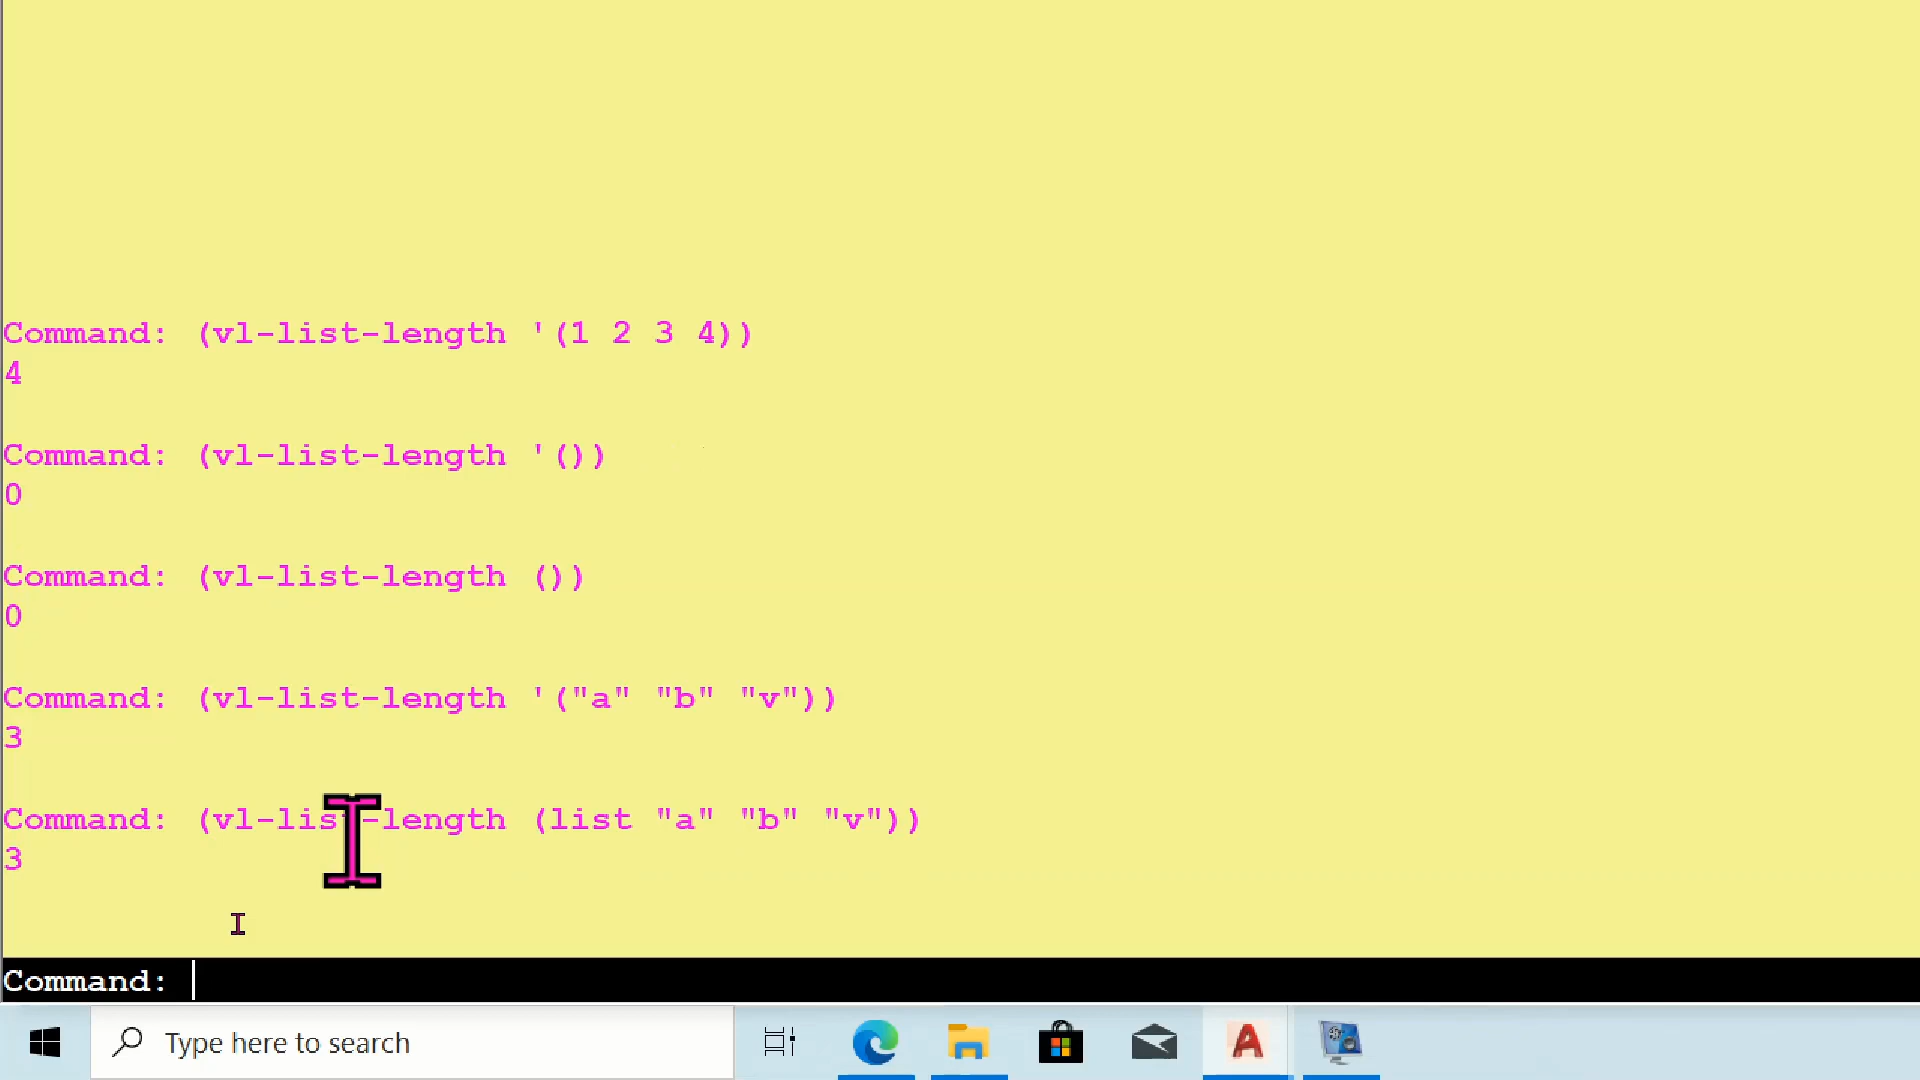 Command: (vl-list-length '(1 2 3 4))
4
Command: (vl-list-length '())
0
Command: (vl-list-length ())
0
Command: (vl-list-length '("a" "b" "v"))
3
Command: (vl-list-length (list "a" "b" "v"))
3
Command:
Type here to search